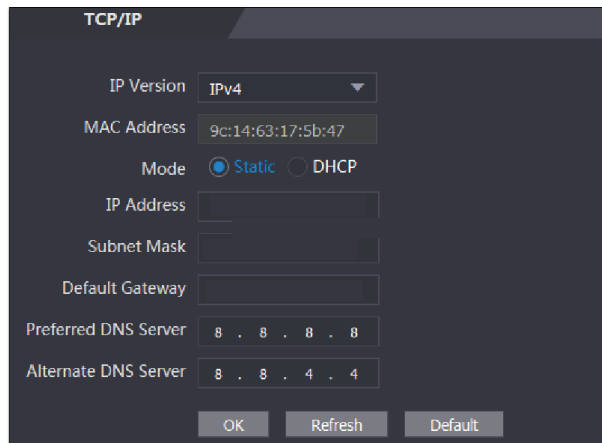 TCP/IP
IP Version IPv4
MAC Address 9c:14:63:17:5b:47
Mode Static DHCP
IP Address
Subnet Mask
Default Gateway
Preferred DNS Server 8 . 8 . 8 . 8
Alternate DNS Server 8 . 8 . 4 . 4
OK Refresh Default